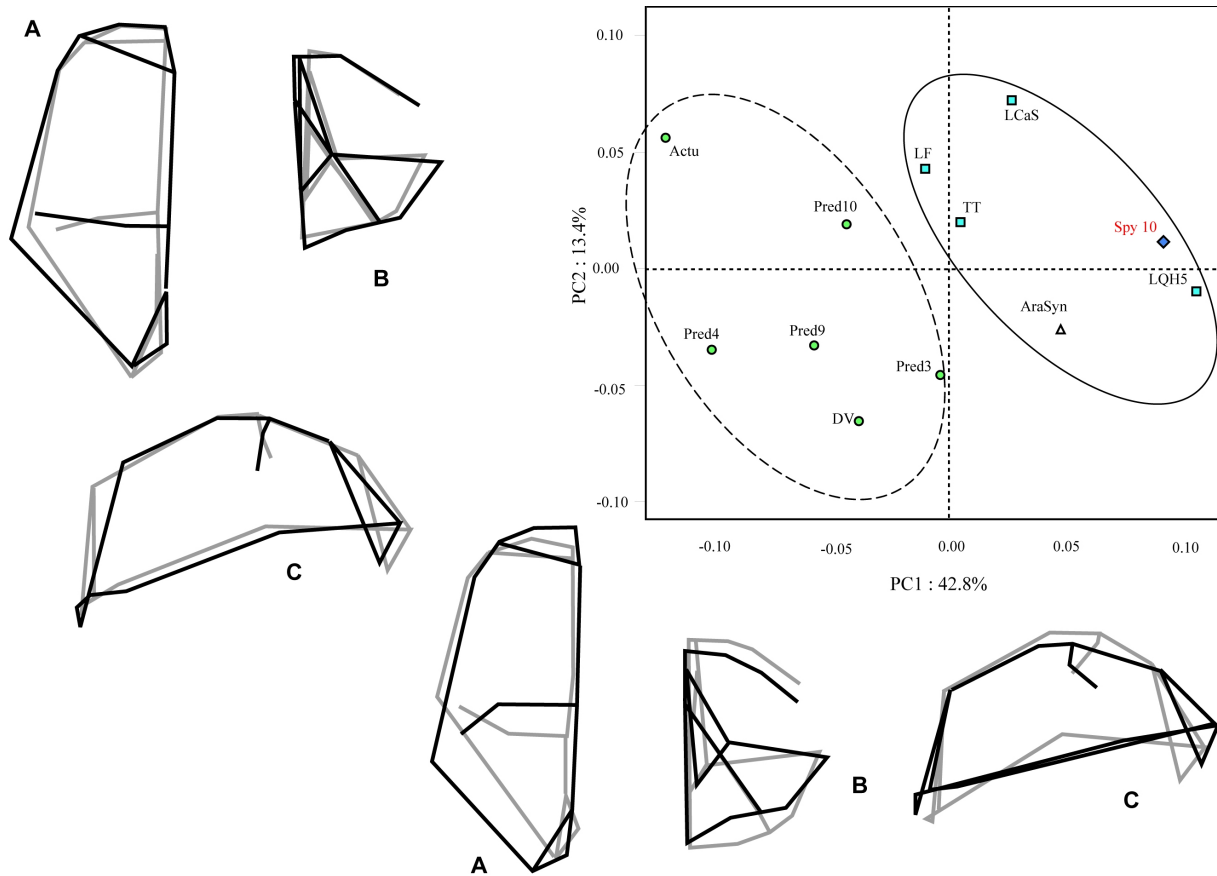 A
B
C
A
B
C
0.10
0.05
0.00
-0.05
-0.10
PC2 : 13.4%
LCaS
LF
Actu
TT
Pred10
Spy 10
LQH5
AraSyn
Pred9
Pred4
Pred3
DV
-0.10
-0.05
0.00
0.05
0.10
PC1 : 42.8%